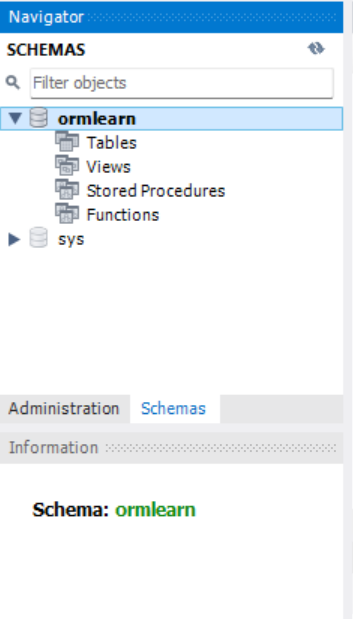 Navigator
SCHEMAS
Filter objects
ormlearn
Tables
Views
Stored Procedures
Functions
sys
Administration Schemas
Information
Schema: ormlearn